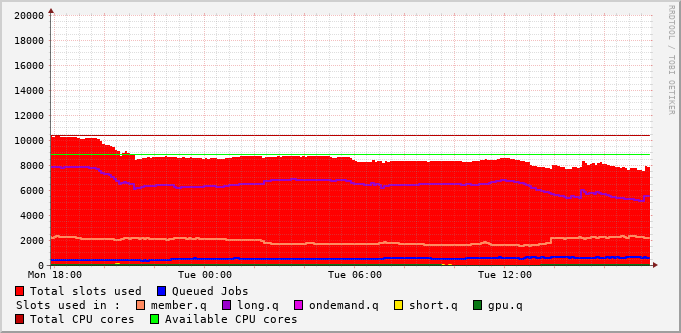 20000
18000
16000
14000
12000
10000
8000
6000
4000
2000
0
Mon 18:00 Tue 00:00 Tue 06:00 Tue 12:00
Total slots used Queued Jobs
Slots used in : member.q long.q ondemand.q short.q gpu.q
Total CPU cores Available CPU cores
RRDTOOL / TOBI OETIKER